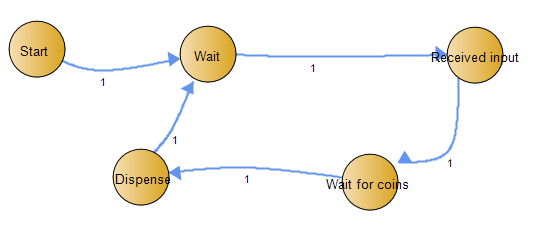 Start
1
Wait
1
Received input
1
Wait for coins
1
Dispense
1